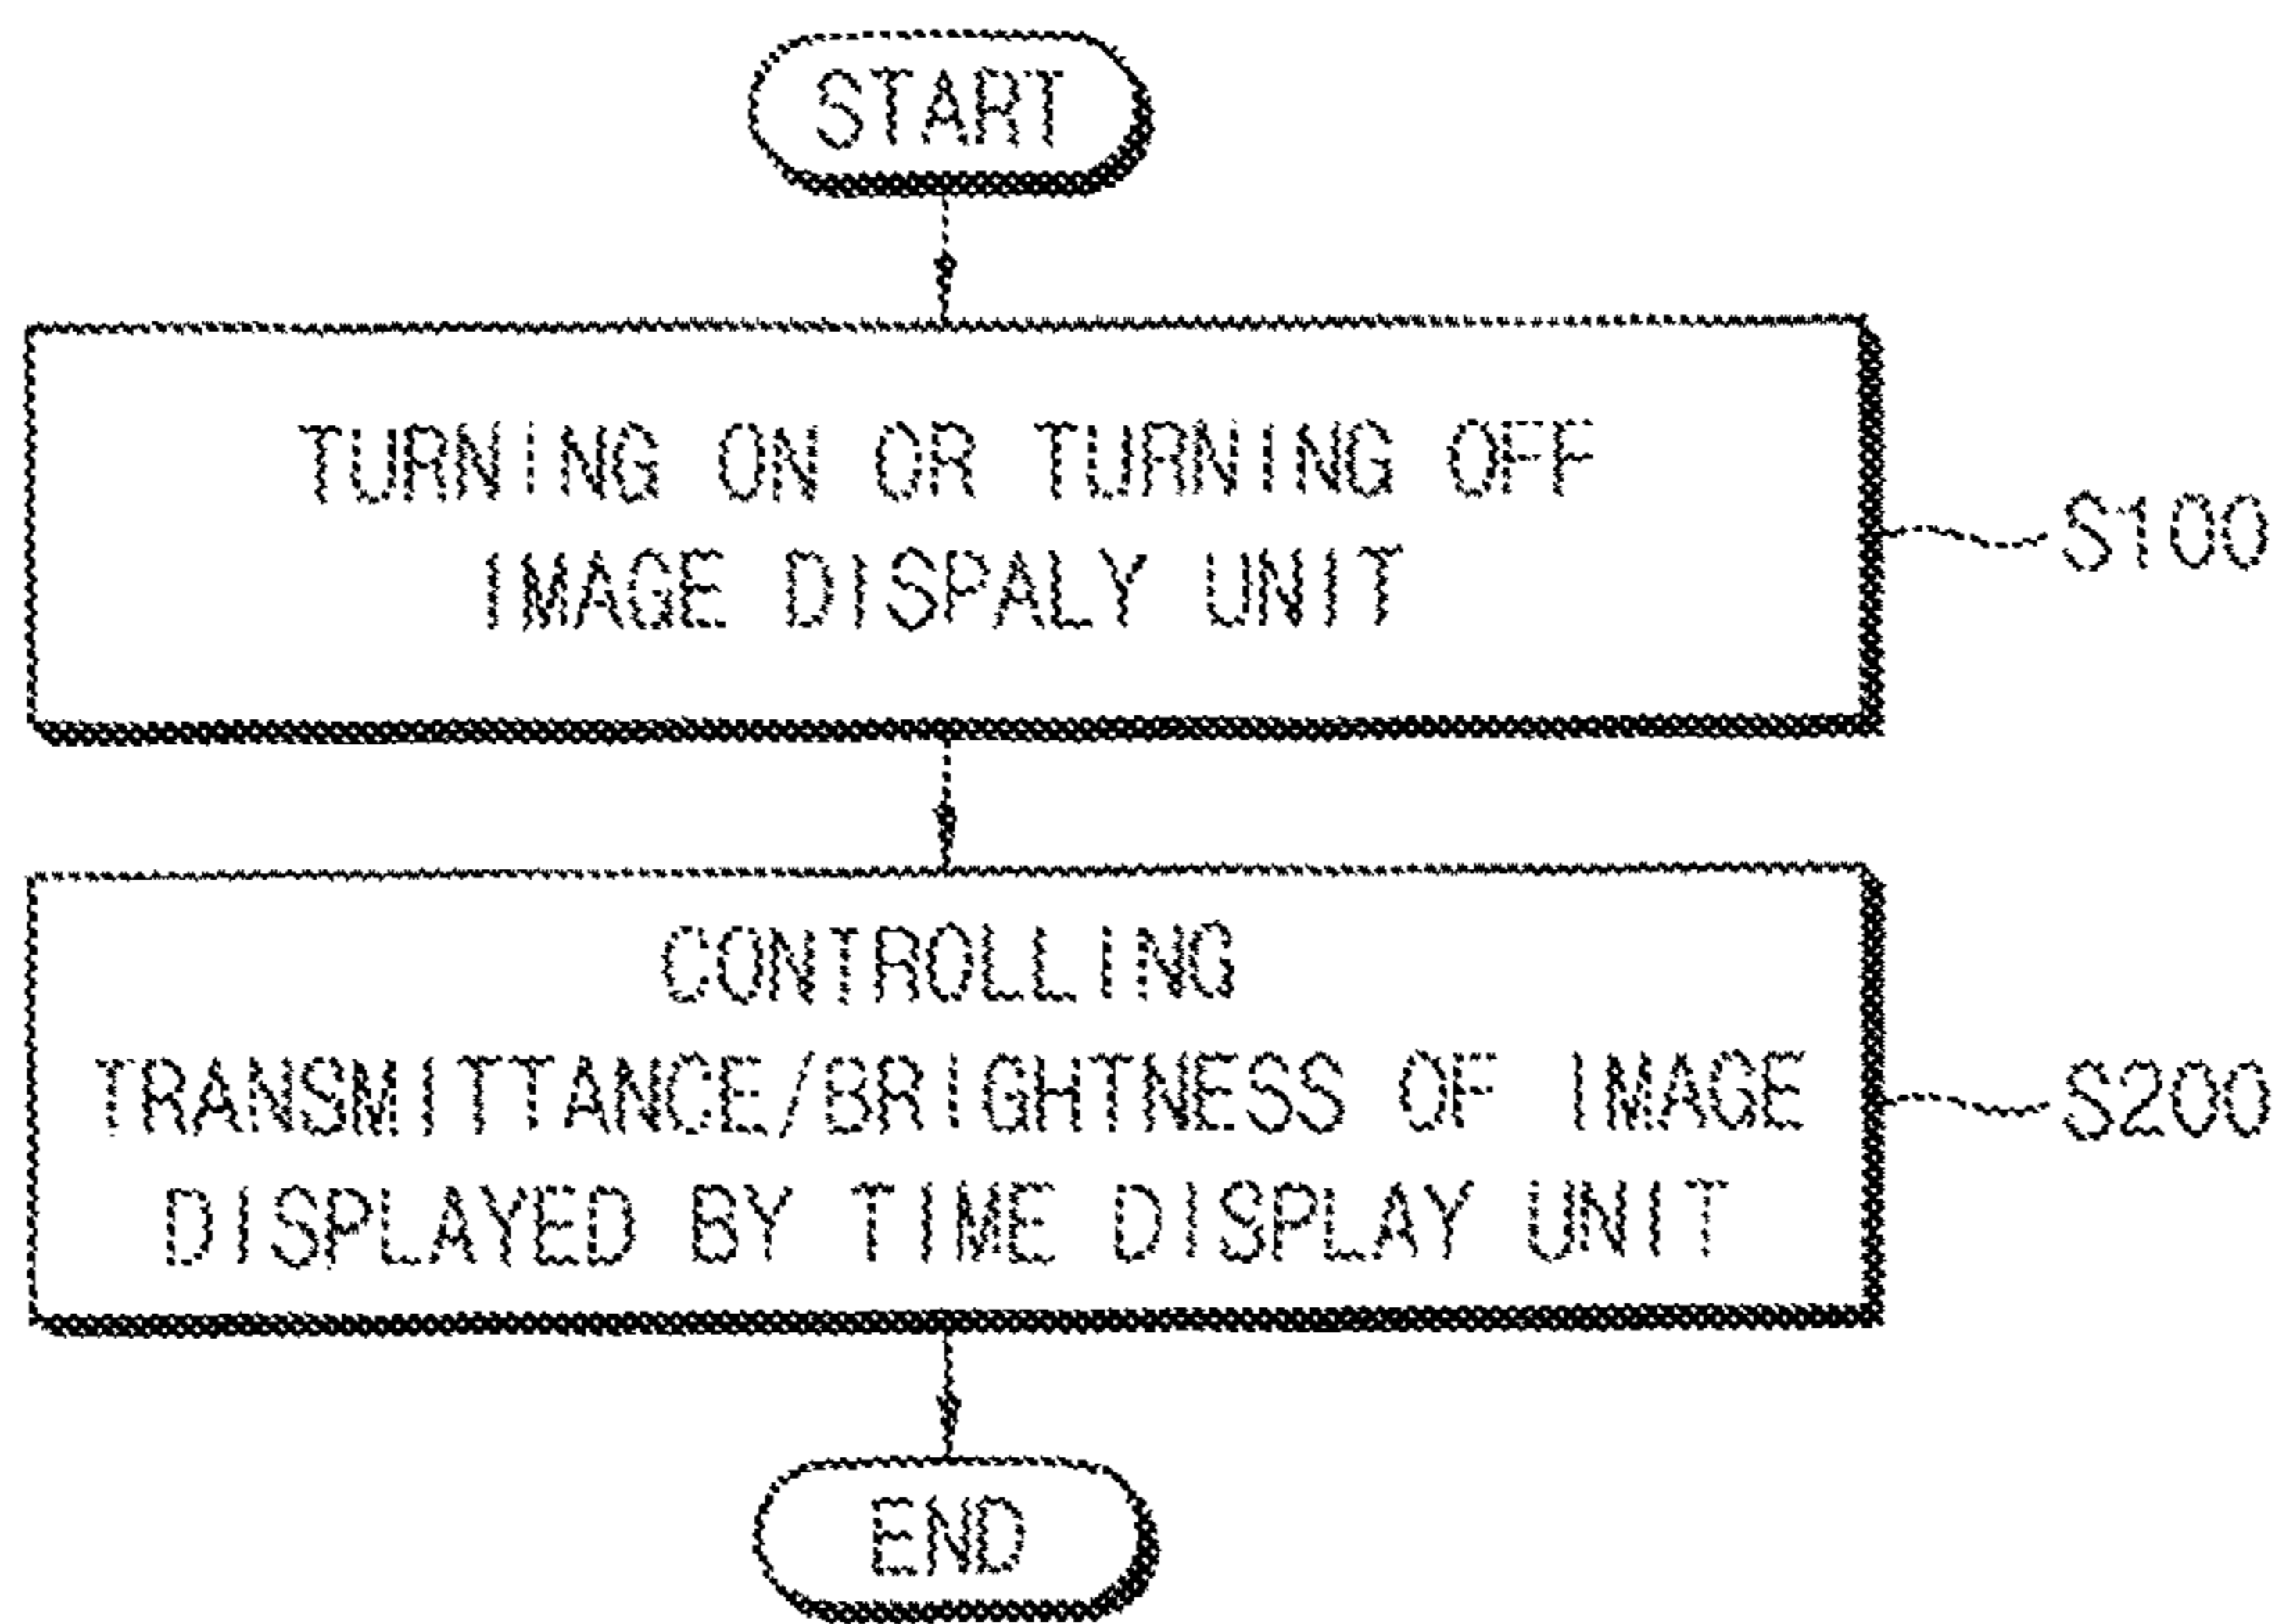 START
TURNING ON OR TURNING OFF
IMAGE DISPALY UNIT
S100
CONTROLLING
TRANSMITTANCE/BRIGHTNESS OF IMAGE
DISPLAYED BY TIME DISPLAY UNIT
S200
END